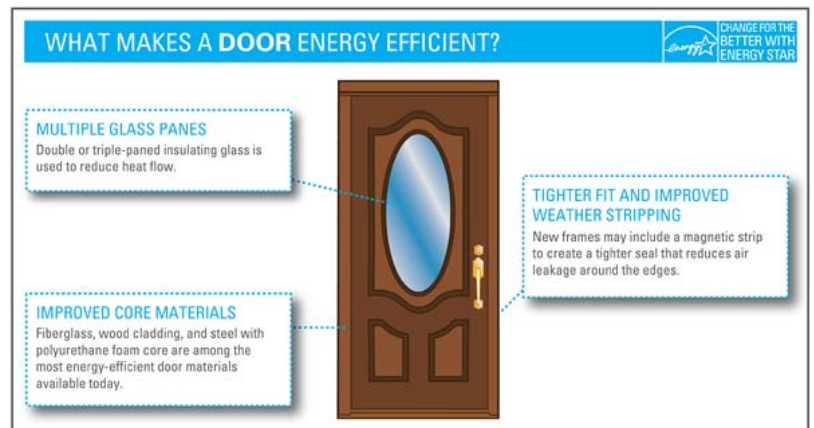 WHAT MAKES A DOOR ENERGY EFFICIENT?
energy
CHANGE FOR THE
BETTER WITH
ENERGY STAR
MULTIPLE GLASS PANES
Double or triple-paned insulating glass is
used to reduce heat flow.
TIGHTER FIT AND IMPROVED
WEATHER STRIPPING
New frames may include a magnetic strip
to create a tighter seal that reduces air
leakage around the edges.
IMPROVED CORE MATERIALS
Fiberglass, wood cladding, and steel with
polyurethane foam core are among the
most energy-efficient door materials
available today.